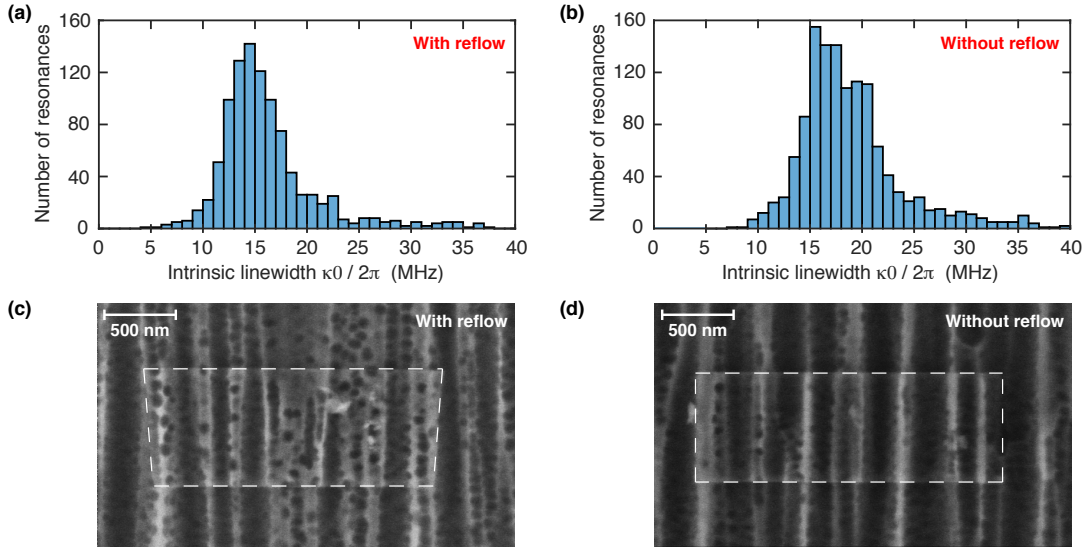 (a)
Number of resonances
160
120
80
40
0
With reflow
0 5 10 15 20 25 30 35 40
Intrinsic linewidth κ0 / 2π (MHz)
(b)
Number of resonances
160
120
80
40
0
Without reflow
0 5 10 15 20 25 30 35 40
Intrinsic linewidth κ0 / 2π (MHz)
(c)
500 nm
With reflow
(d)
500 nm
Without reflow